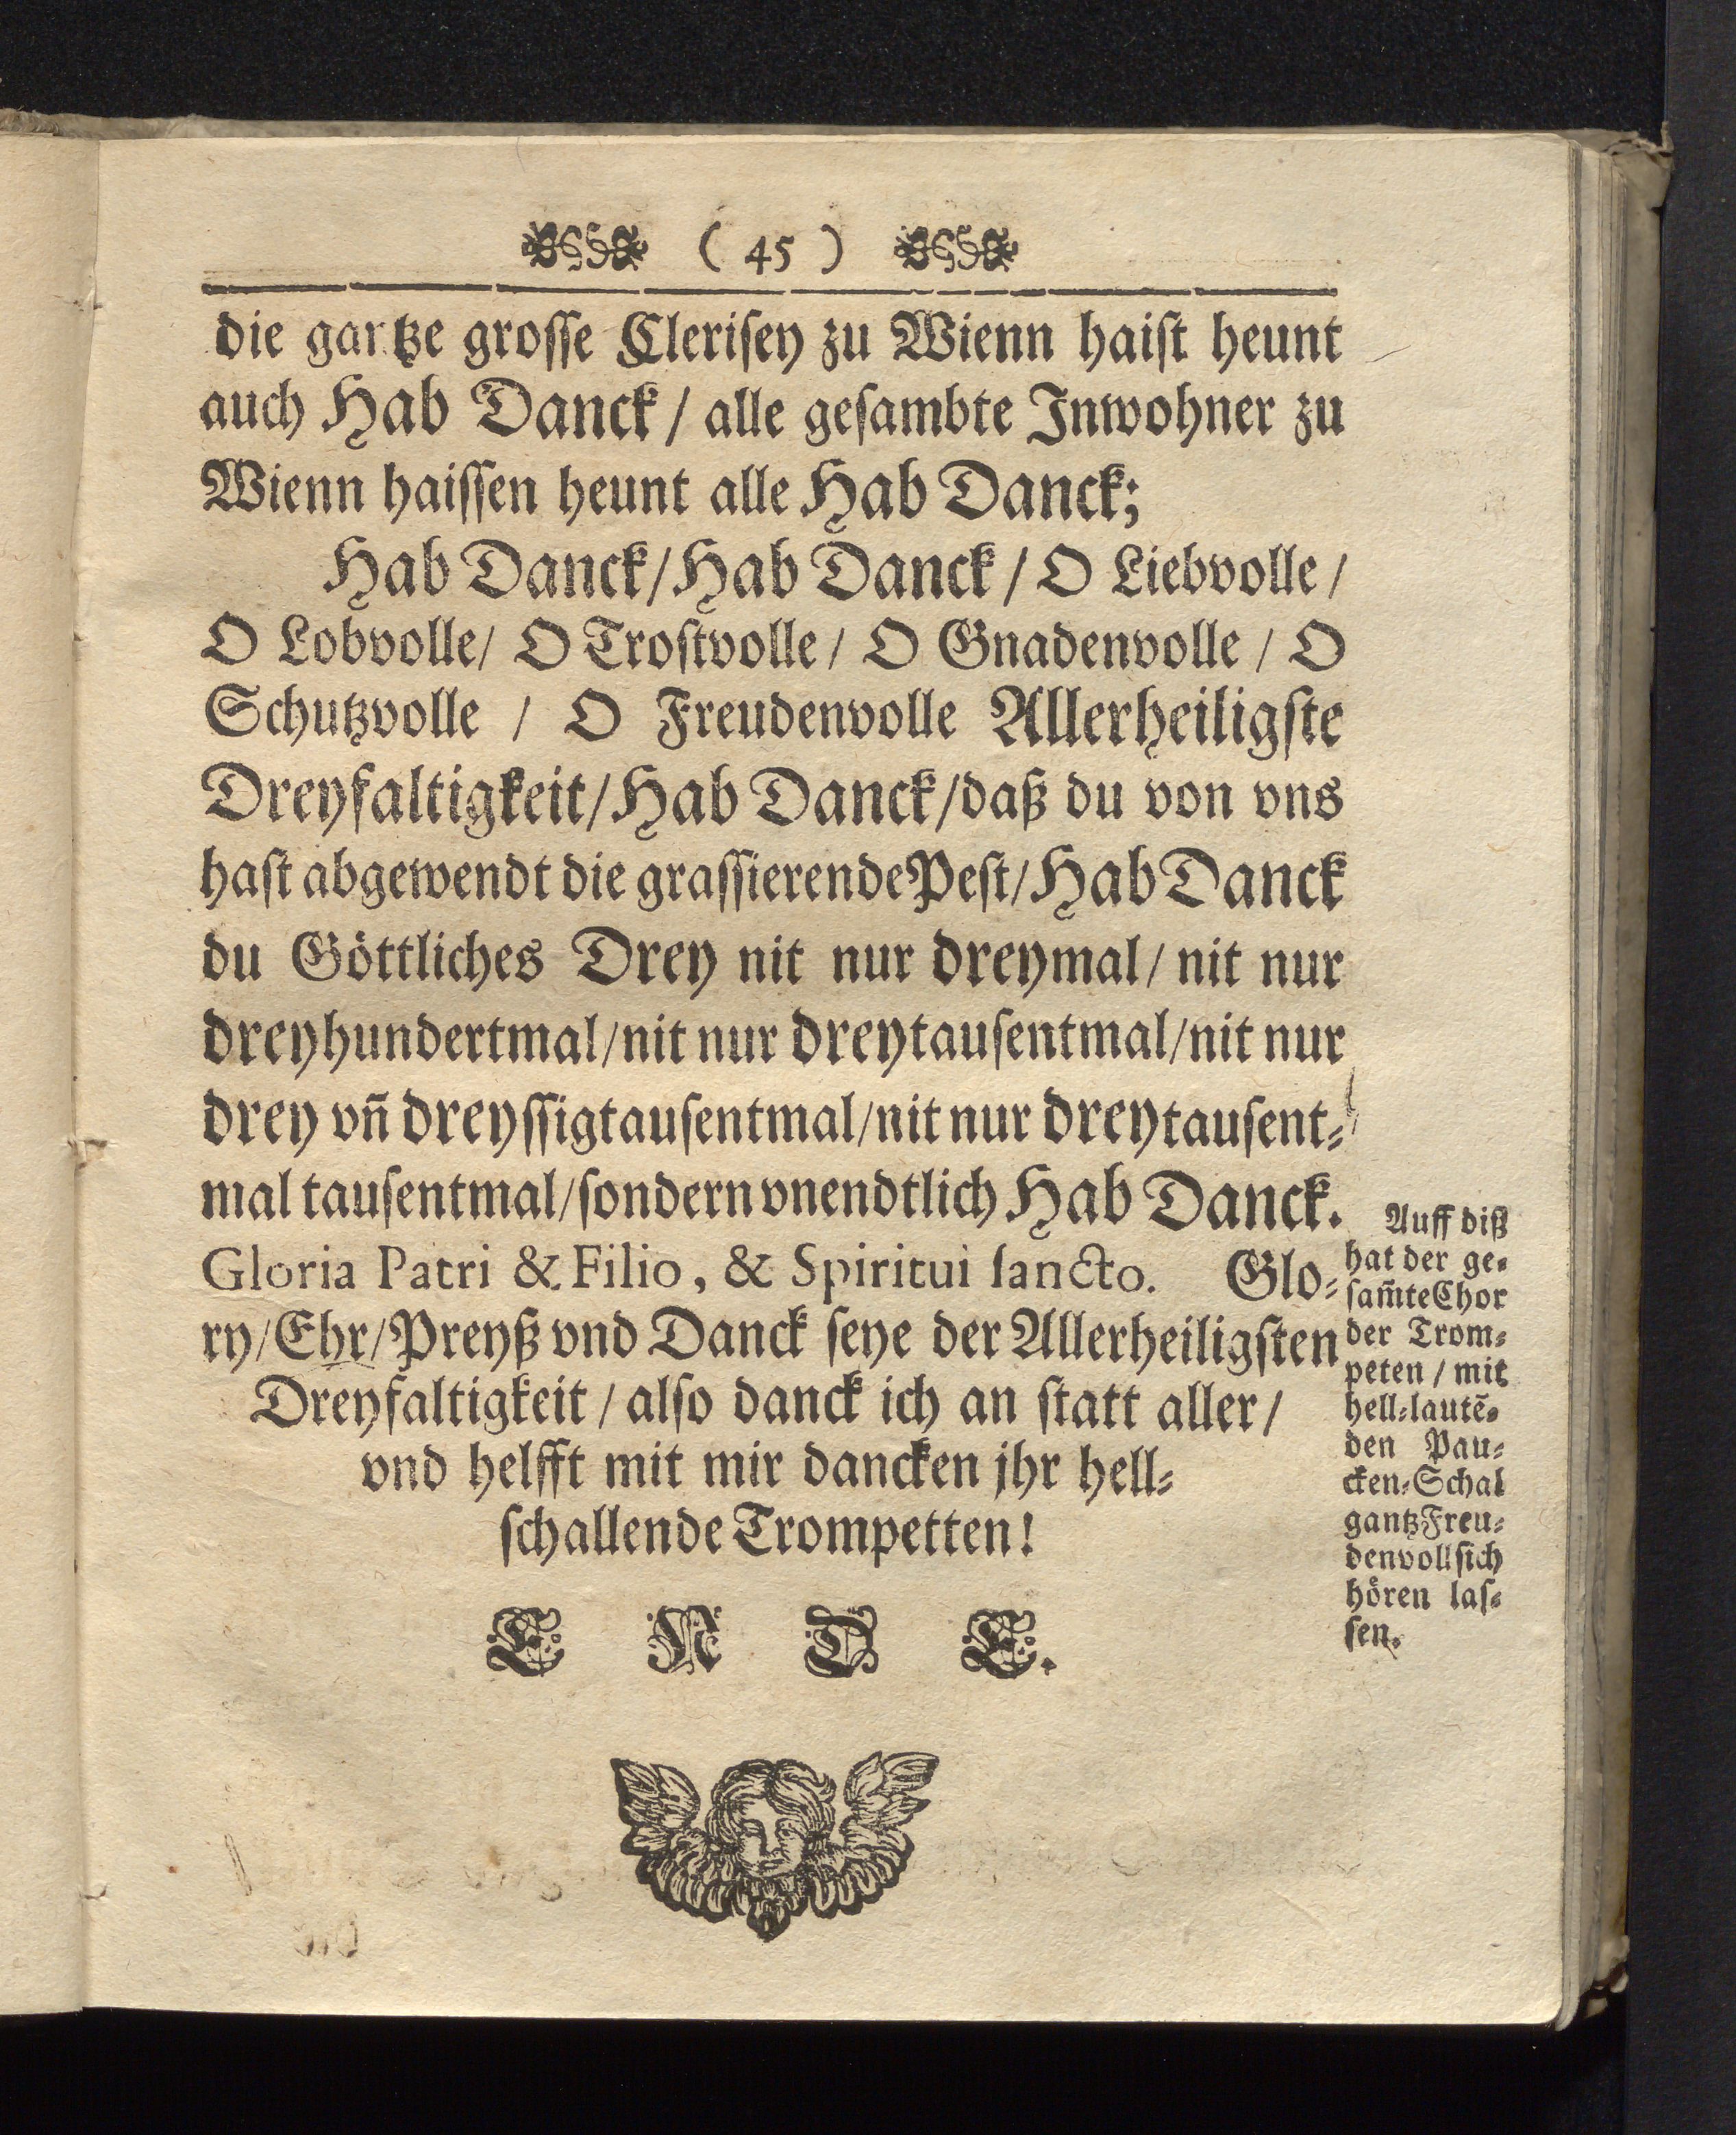 ( 45 )
die gantze grosse Clerisey zu Wienn haist heunt
auch Hab Danck / alle gesambte Inwohner zu
Wienn haissen heunt alle Hab Danck;
Hab Danck / Hab Danck / O Liebvolle /
O Lobvolle / O Trostvolle / O Gnadenvolle / O
Schutzvolle / O Freudenvolle Allerheiligste
Dreyfaltigkeit / Hab Danck / daß du von vns
hast abgewendt die grassierende Pest / Hab Danck
du Göttliches Drey nit nur dreymal / nit nur
dreyhundertmal / nit nur dreytausentmal / nit nur
drey vñ dreyssigtausentmal / nit nur dreytausent⸗
mal tausentmal / sondern vnendtlich Hab Danck.
Gloria Patri & Filio, & Spiritui sancto. Glo⸗
ry / Ehr / Preyß vnd Danck seye der Allerheiligsten
Dreyfaltigkeit / also danck ich an statt aller /
vnd helfft mit mir dancken jhr hell⸗
schallende Trompetten!
E N D E.
Auff diß
hat der ge⸗
sam̃te Chor
der Trom⸗
peten / mit
hell⸗lautẽ⸗
den Pau⸗
cken⸗Schal
gantz Freu⸗
denvoll sich
hören las⸗
sen.